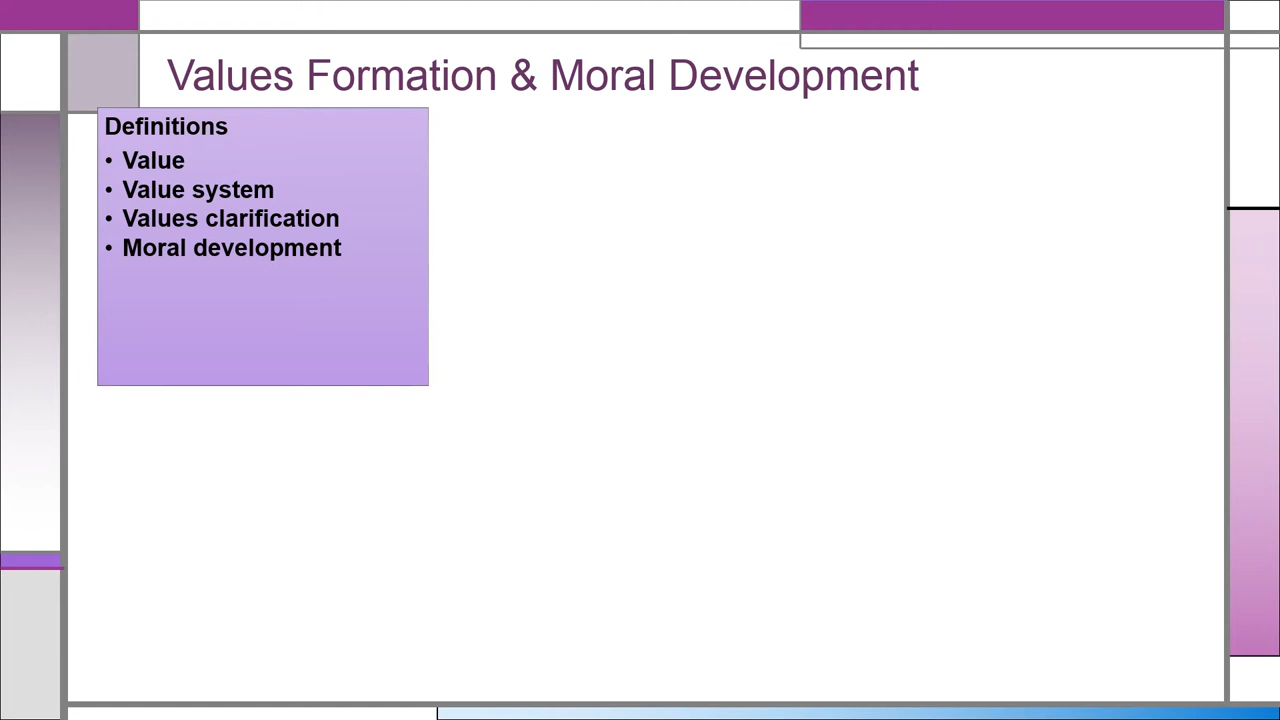 Values Formation & Moral Development
Definitions
• Value
• Value system
• Values clarification
• Moral development